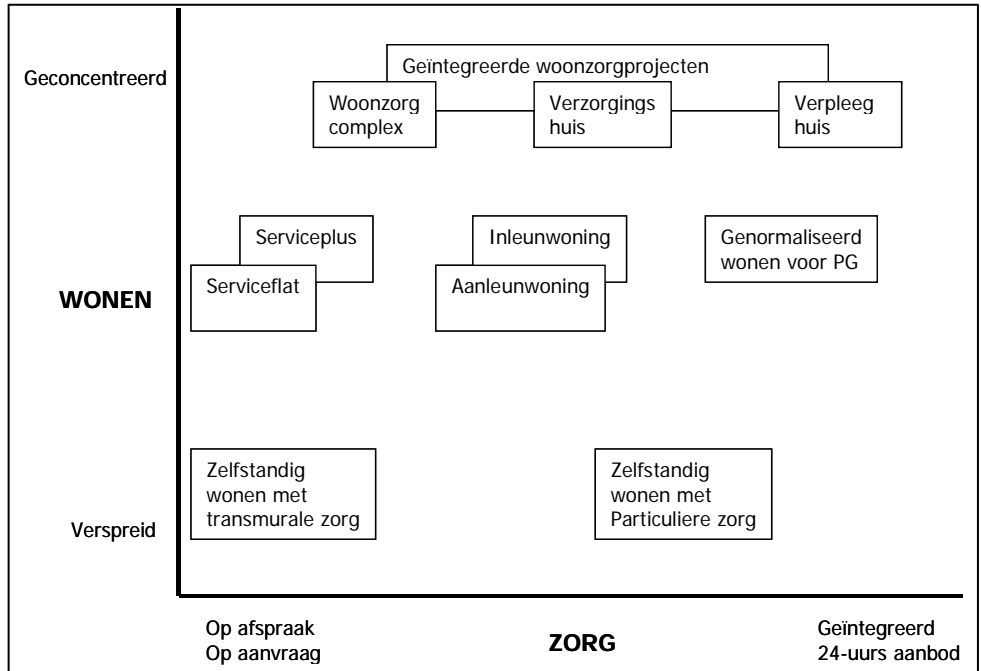 Geconcentreerd
Geïntegreerde woonzorgprojecten
Woonzorg
complex
Verzorgings
huis
Verpleeg
huis
Serviceplus
Serviceflat
Inleunwoning
Aanleunwoning
Genormaliseerd
wonen voor PG
WONEN
Zelfstandig
wonen met
transmurale zorg
Zelfstandig
wonen met
Particuliere zorg
Verspreid
Op afspraak
Op aanvraag
ZORG
Geïntegreerd
24-uurs aanbod